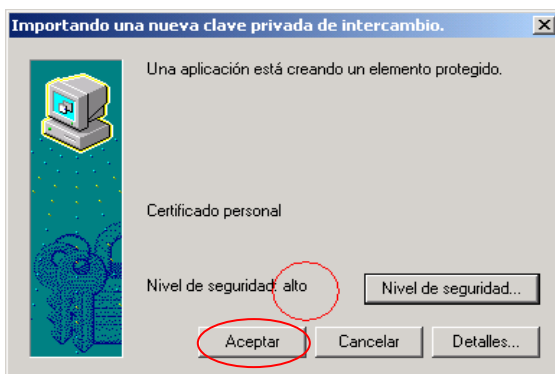 Importando una nueva clave privada de intercambio.
Una aplicación está creando un elemento protegido.
Certificado personal
Nivel de seguridad: alto
Nivel de seguridad...
Aceptar
Cancelar
Detalles...